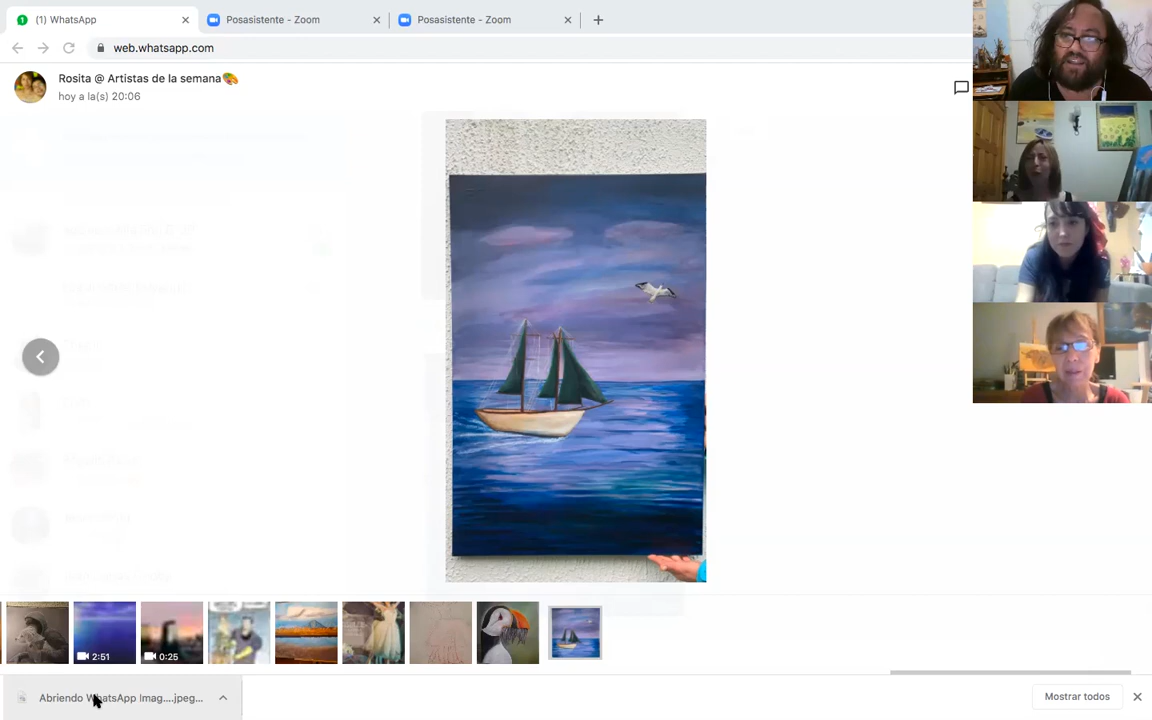 (1) WhatsApp
Posasistente - Zoom
Posasistente - Zoom
web.whatsapp.com
Rosita @ Artistas de la semana🎨
hoy a la(s) 20:06
2:51
0:25
Abriendo WhatsApp Imag....jpeg...
Mostrar todos